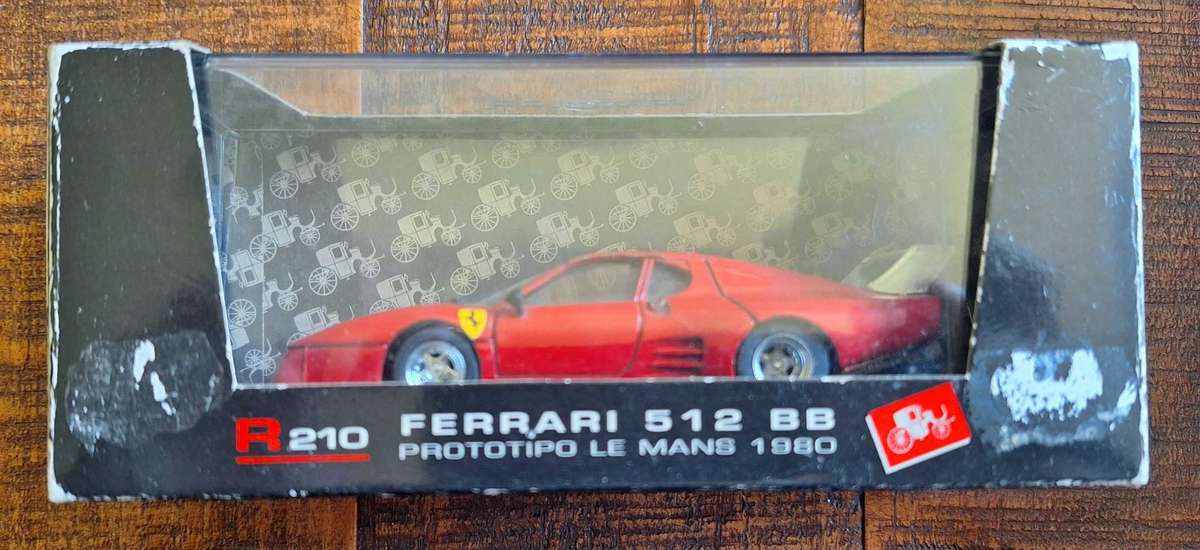 R210
FERRARI 512 BB
PROTOTIPO LE MANS 1980